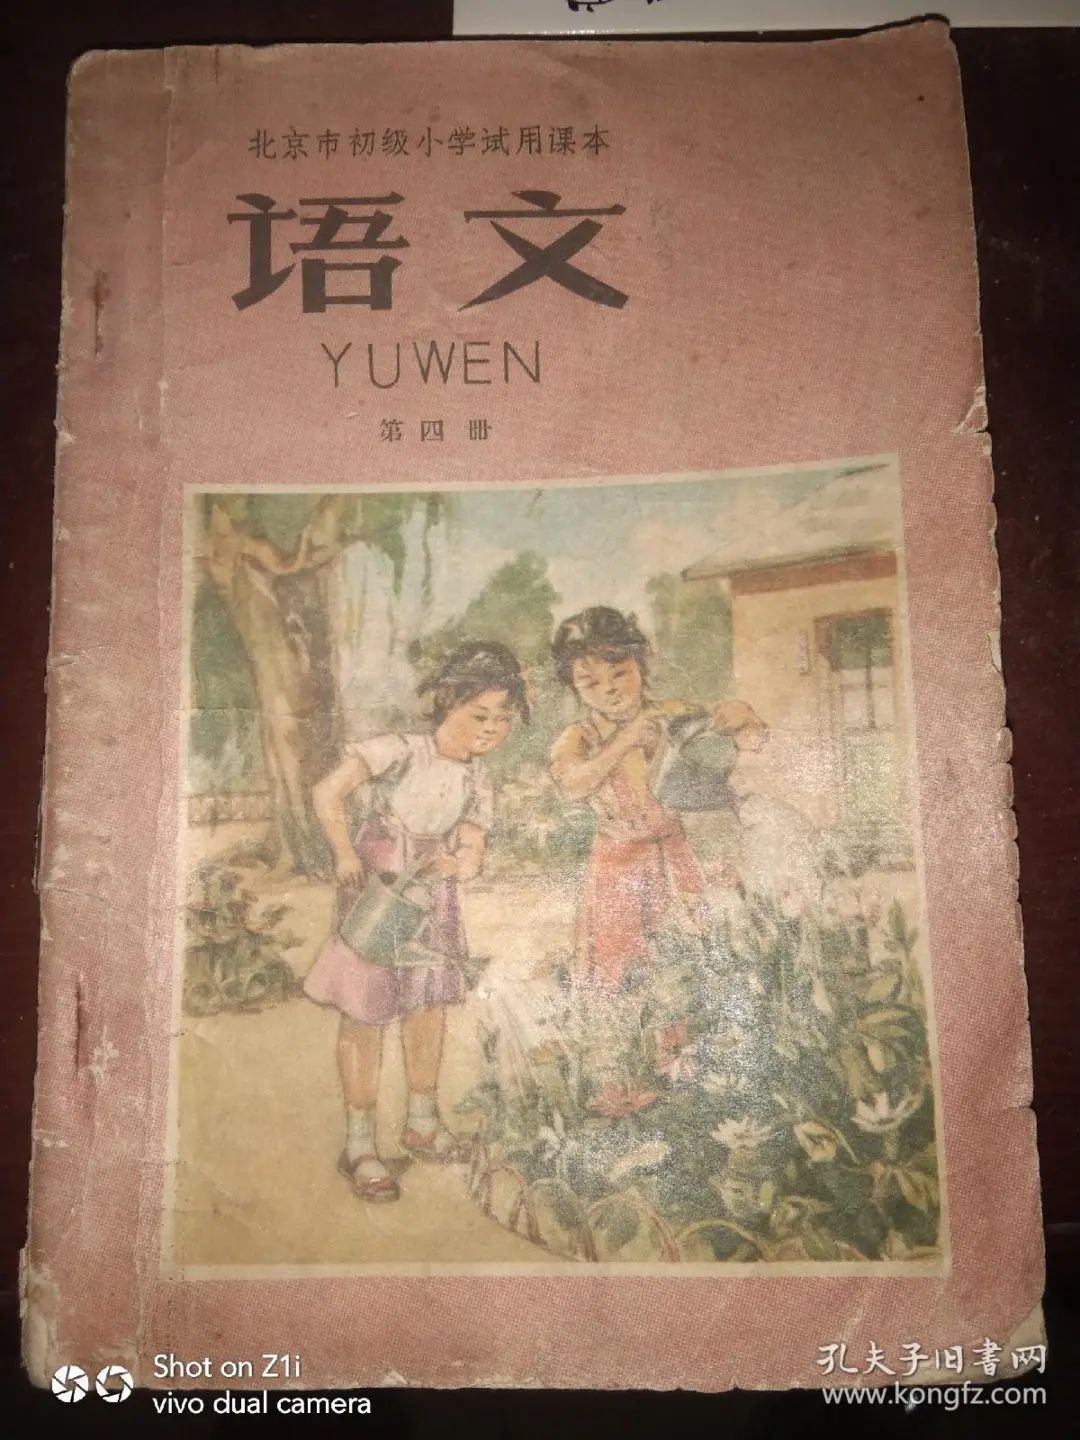 北京市初级小学试用课本
语文
YUWEN
第四册
Shot on Z1i
vivo dual camera
孔夫子旧書网
www.kongfz.com